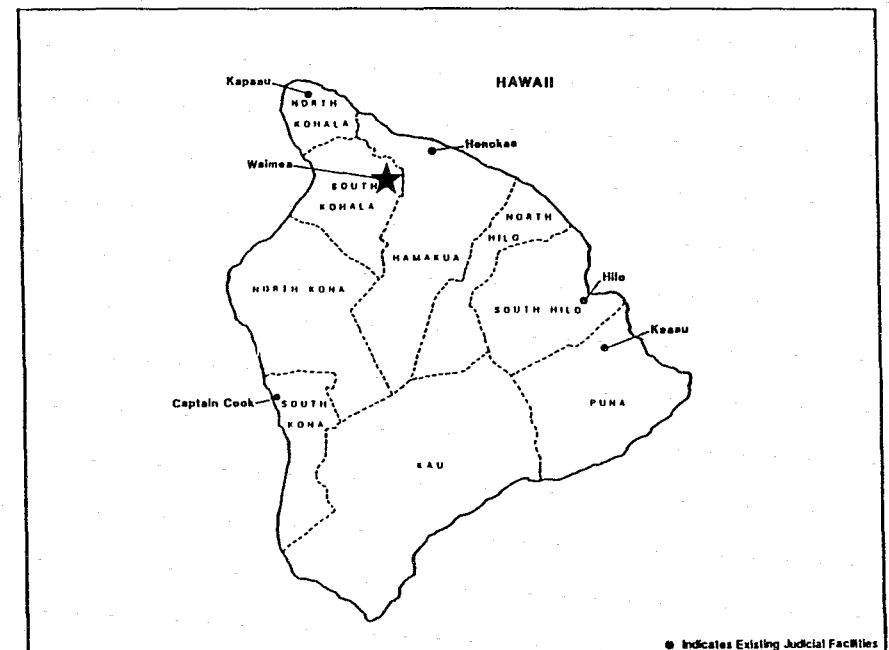 HAWAII
Kapaau
NORTH
KOHALA
Honokaa
Waimea
SOUTH
KOHALA
NORTH
HILO
HAMAKUA
Hilo
NORTH KONA
SOUTH HILO
Keaau
Captain Cook
SOUTH
KONA
PUNA
KAU
Indicates Existing Judicial Facilities